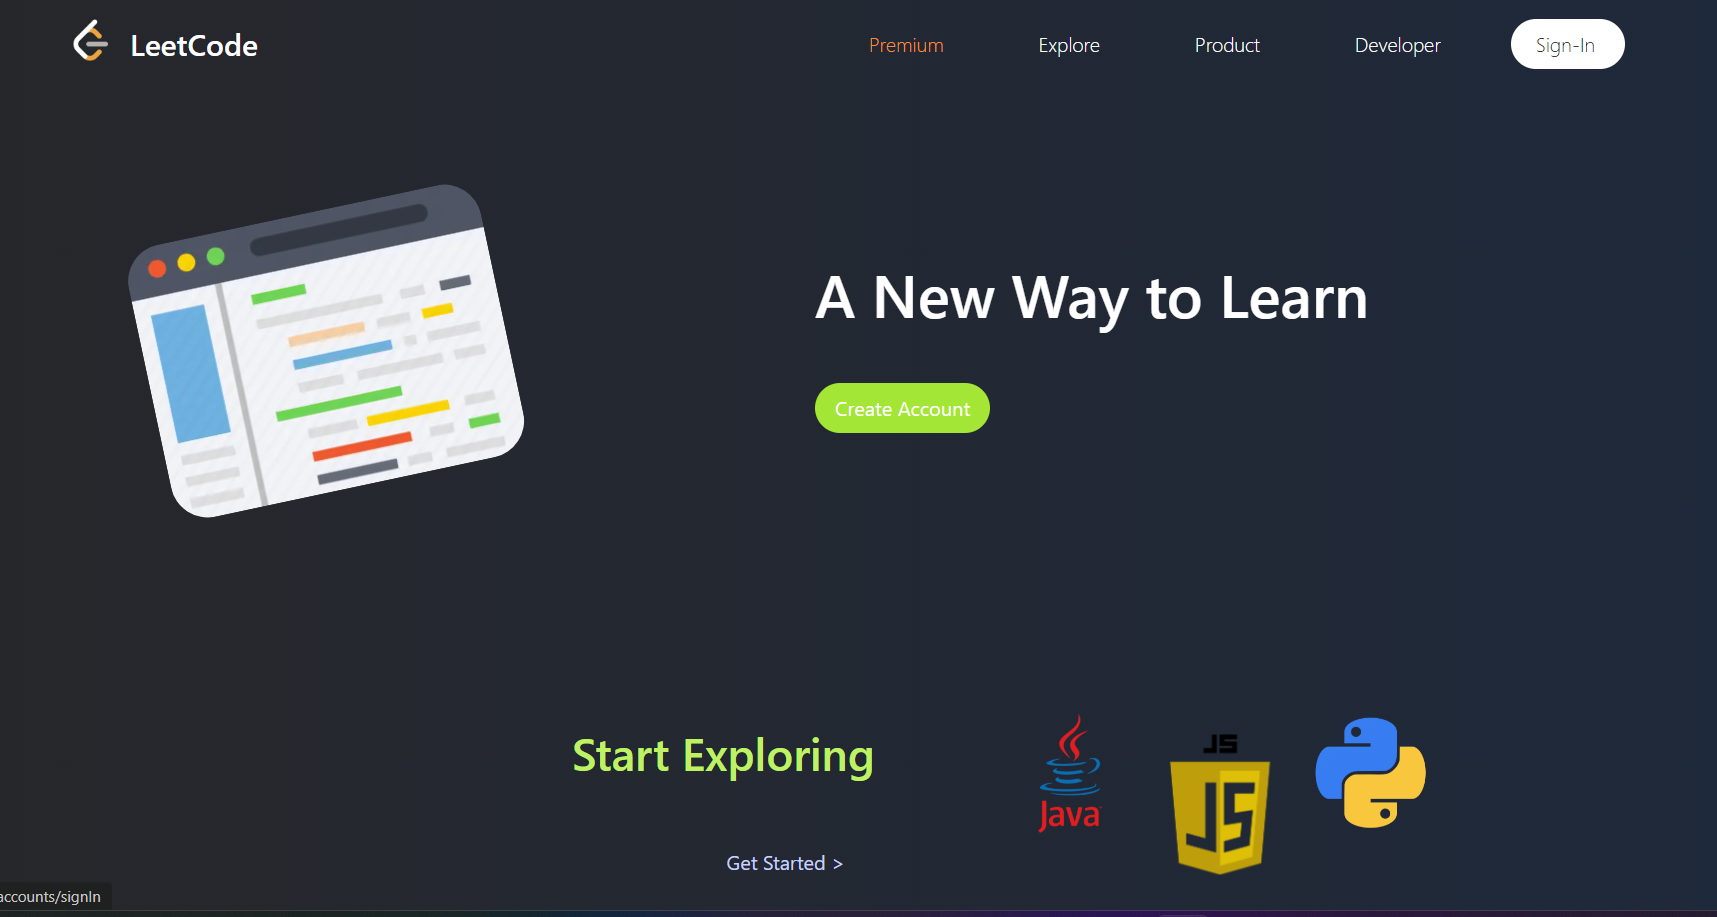 LeetCode
Premium
Explore
Product
Developer
Sign-In
A New Way to Learn
Create Account
Start Exploring
Java
JS
JS
Get Started >
accounts/signIn